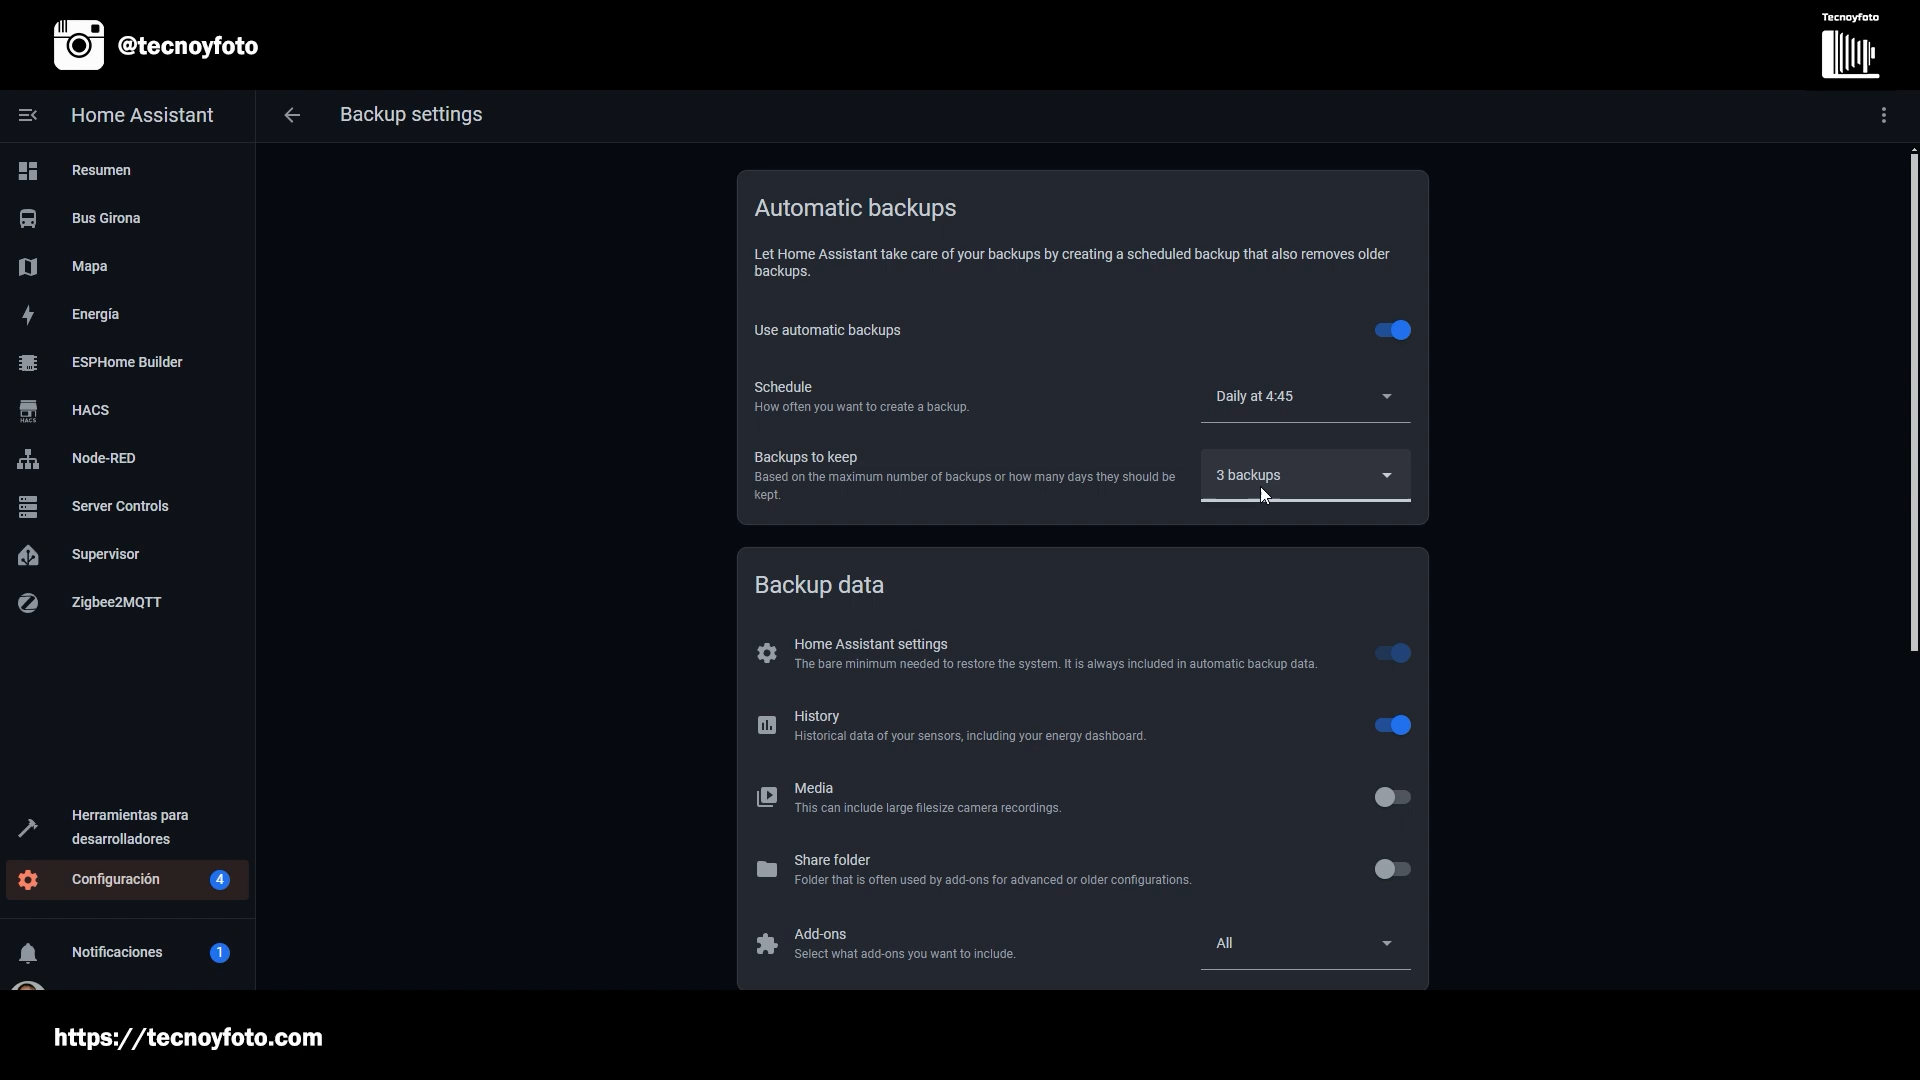 @tecnoyfoto
Tecnoyfoto
Home Assistant
Backup settings
Resumen
Bus Girona
Mapa
Energía
ESPHome Builder
HACS
HACS
Node-RED
Server Controls
Supervisor
Zigbee2MQTT
Herramientas para
desarrolladores
Configuración
4
Notificaciones
1
Automatic backups
Let Home Assistant take care of your backups by creating a scheduled backup that also removes older
backups.
Use automatic backups
Schedule
How often you want to create a backup.
Daily at 4:45
Backups to keep
Based on the maximum number of backups or how many days they should be
kept.
3 backups
Backup data
Home Assistant settings
The bare minimum needed to restore the system. It is always included in automatic backup data.
History
Historical data of your sensors, including your energy dashboard.
Media
This can include large filesize camera recordings.
Share folder
Folder that is often used by add-ons for advanced or older configurations.
Add-ons
Select what add-ons you want to include.
All
https://tecnoyfoto.com